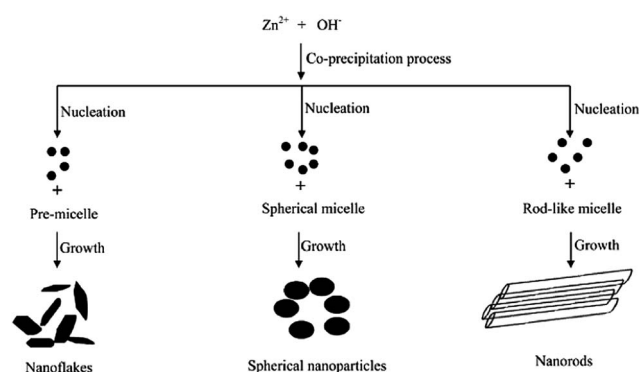 Zn²⁺ + OH⁻
Co-precipitation process
Nucleation
Nucleation
Nucleation
+
+
+
Pre-micelle
Spherical micelle
Rod-like micelle
Growth
Growth
Growth
Nanoflakes
Spherical nanoparticles
Nanorods